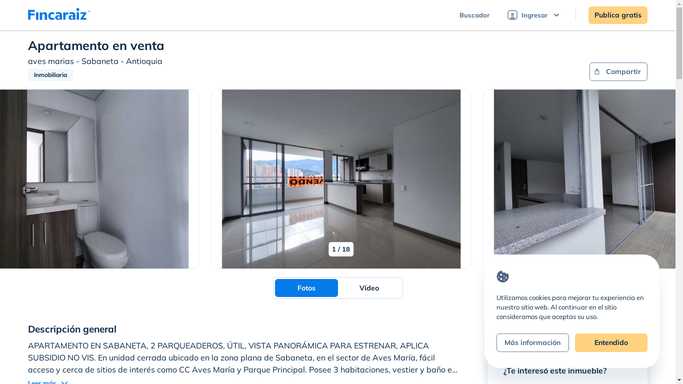 Fincaraiz
Buscador
Ingresar
Publica gratis
Apartamento en venta
aves marias - Sabaneta - Antioquia
Inmobiliaria
Compartir
1 / 18
Fotos
Video
Descripción general
APARTAMENTO EN SABANETA, 2 PARQUEADEROS, ÚTIL, VISTA PANORÁMICA PARA ESTRENAR, APLICA
SUBSIDIO NO VIS. En unidad cerrada ubicado en la zona plana de Sabaneta, en el sector de Aves María, fácil
acceso y cerca de sitios de interés como CC Aves María y Parque Principal. Posee 3 habitaciones, vestier y baño e...
Leer más
Utilizamos cookies para mejorar tu experiencia en
nuestro sitio web. Al continuar en el sitio
consideramos que aceptas su uso.
Más información
Entendido
¿Te interesó este inmueble?